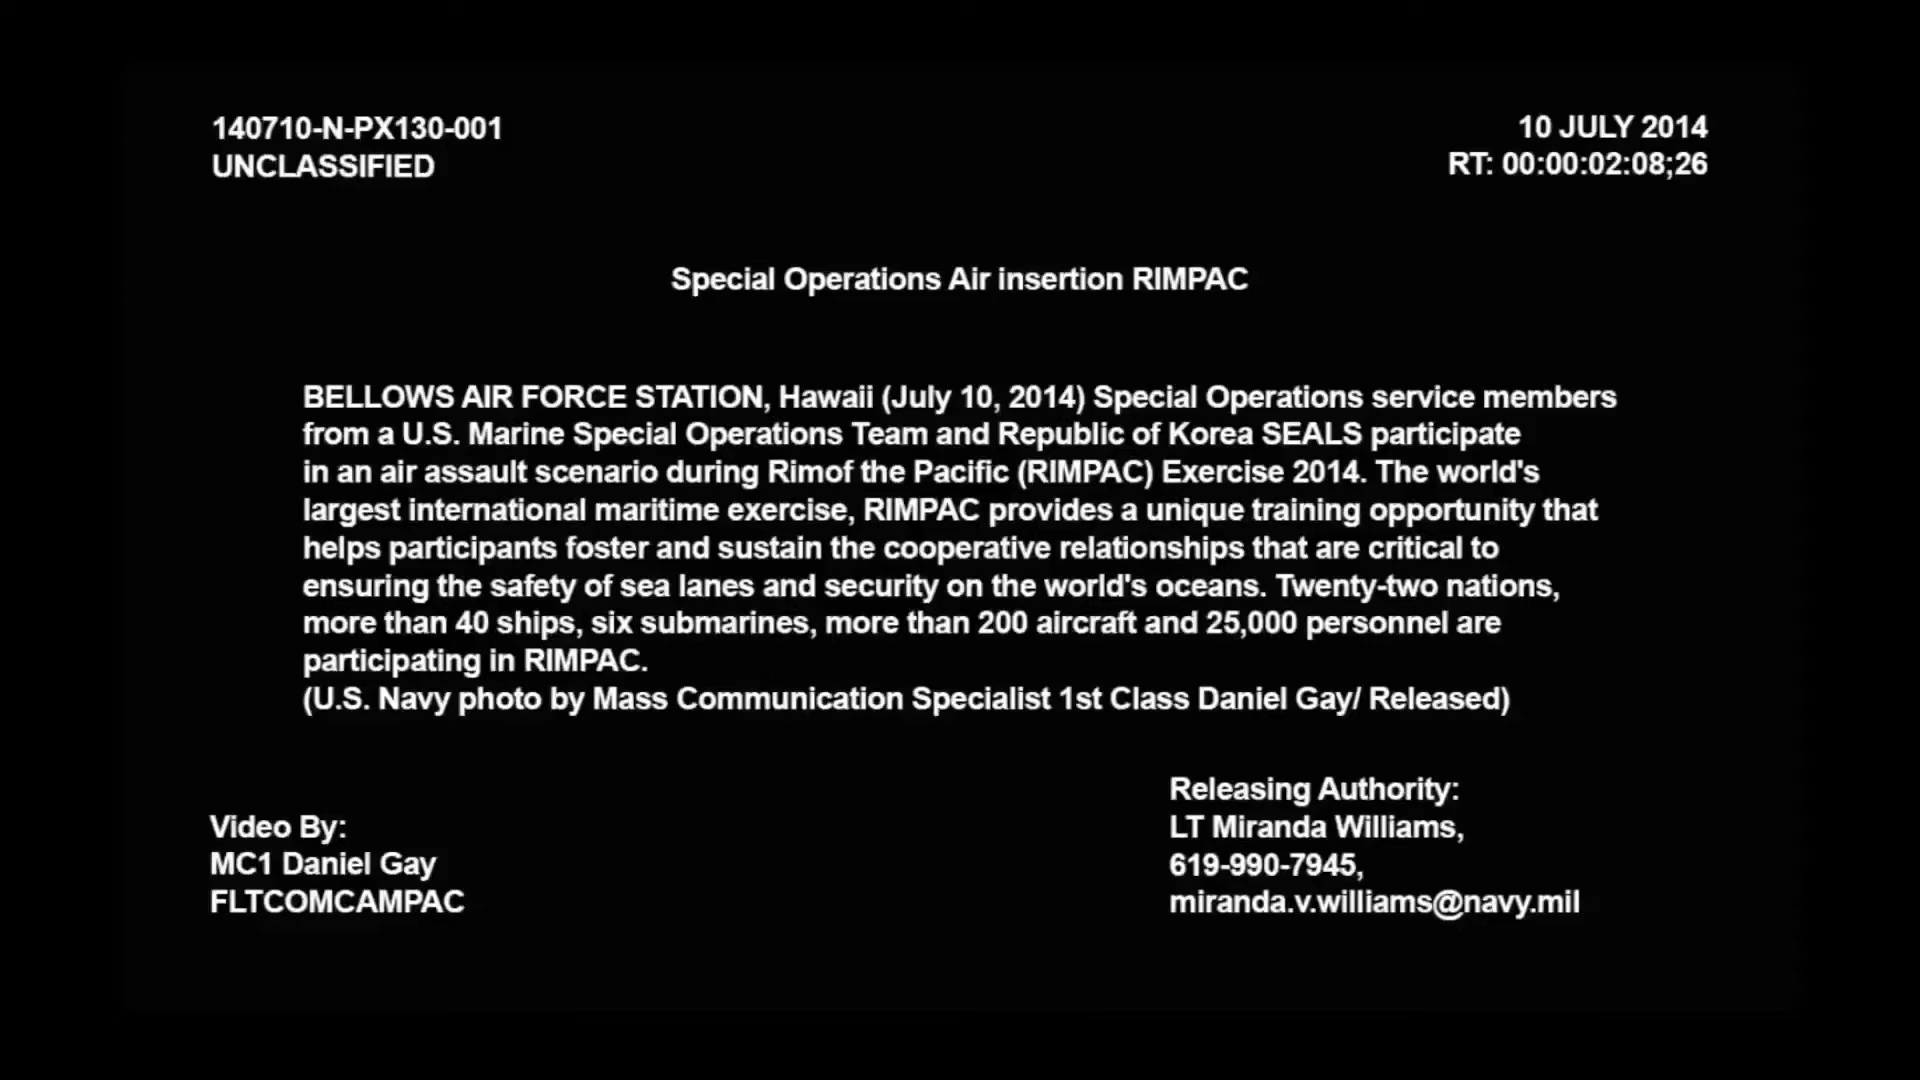 140710-N-PX130-001
UNCLASSIFIED
10 JULY 2014
RT: 00:00:02:08;26
Special Operations Air insertion RIMPAC
BELLOWS AIR FORCE STATION, Hawaii (July 10, 2014) Special Operations service members
from a U.S. Marine Special Operations Team and Republic of Korea SEALS participate
in an air assault scenario during Rimof the Pacific (RIMPAC) Exercise 2014. The world's
largest international maritime exercise, RIMPAC provides a unique training opportunity that
helps participants foster and sustain the cooperative relationships that are critical to
ensuring the safety of sea lanes and security on the world's oceans. Twenty-two nations,
more than 40 ships, six submarines, more than 200 aircraft and 25,000 personnel are
participating in RIMPAC.
(U.S. Navy photo by Mass Communication Specialist 1st Class Daniel Gay/ Released)
Video By:
MC1 Daniel Gay
FLTCOMCAMPAC
Releasing Authority:
LT Miranda Williams,
619-990-7945,
miranda.v.williams@navy.mil